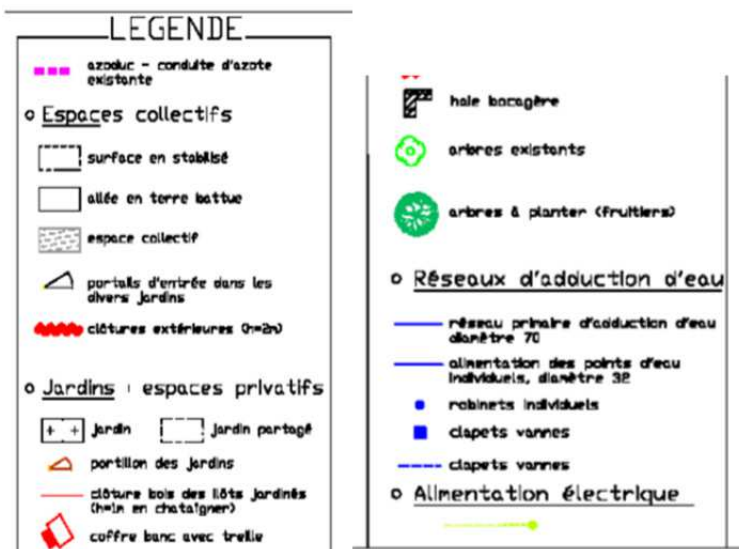 LEGENDE
azoduc - conduite d'azote
existante
Espaces collectifs
surface en stabilisé
allée en terre battue
espace collectif
portails d'entrée dans les
divers jardins
clôtures extérieures (h=2m)
Jardins : espaces privatifs
jardin
jardin partagé
portillon des jardins
clôture bois des îlots jardinés
(h=1m en chataigner)
coffre banc avec treille
haie bocagère
arbres existants
arbres à planter (fruitiers)
Réseaux d'adduction d'eau
réseau primaire d'adduction d'eau
diamètre 70
alimentation des points d'eau
individuels, diamètre 32
robinets individuels
clapets vannes
clapets vannes
Alimentation électrique